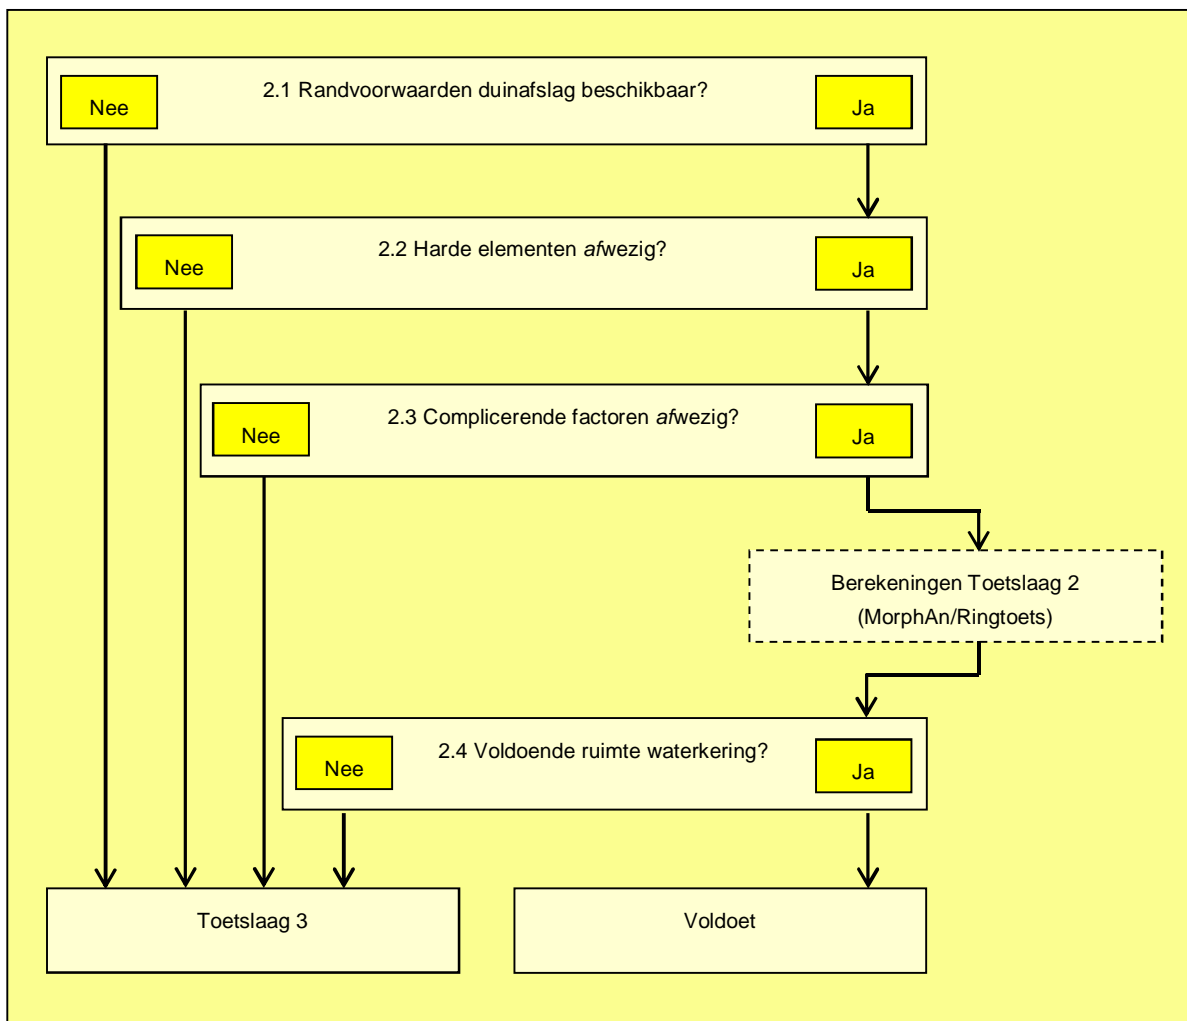 2.1 Randvoorwaarden duinafslag beschikbaar?
Nee
Ja
2.2 Harde elementen afwezig?
Nee
Ja
2.3 Complicerende factoren afwezig?
Nee
Ja
Berekeningen Toetslaag 2
(MorphAn/Ringtoets)
2.4 Voldoende ruimte waterkering?
Nee
Ja
Toetslaag 3
Voldoet